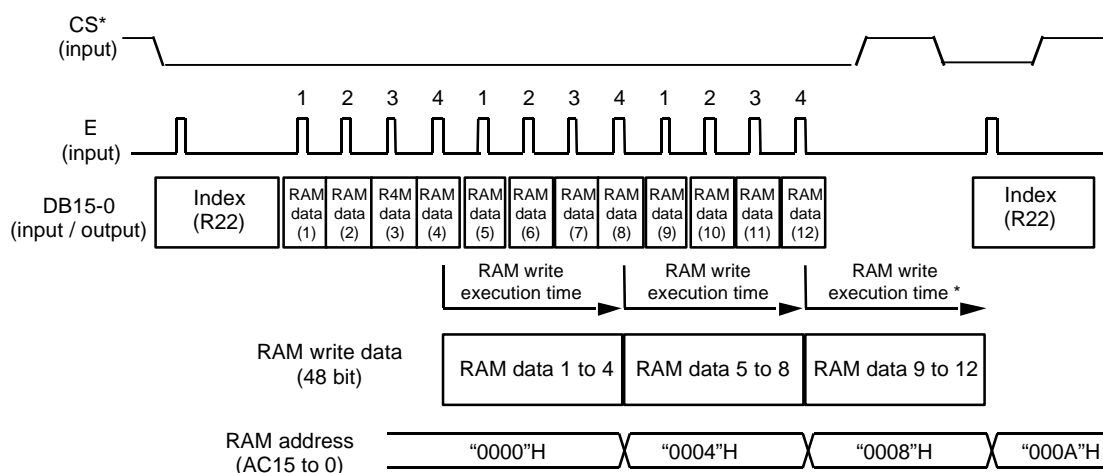 CS*
(input)
1 2 3 4 1 2 3 4 1 2 3 4
E
(input)
DB15-0
(input / output)
Index
(R22)
RAM
data
(1)
RAM
data
(2)
R4M
data
(3)
RAM
data
(4)
RAM
data
(5)
RAM
data
(6)
RAM
data
(7)
RAM
data
(8)
RAM
data
(9)
RAM
data
(10)
RAM
data
(11)
RAM
data
(12)
Index
(R22)
RAM write
execution time
RAM write
execution time
RAM write
execution time *
RAM write data
(48 bit)
RAM data 1 to 4
RAM data 5 to 8
RAM data 9 to 12
RAM address
(AC15 to 0)
“0000”H
“0004”H
“0008”H
“000A”H